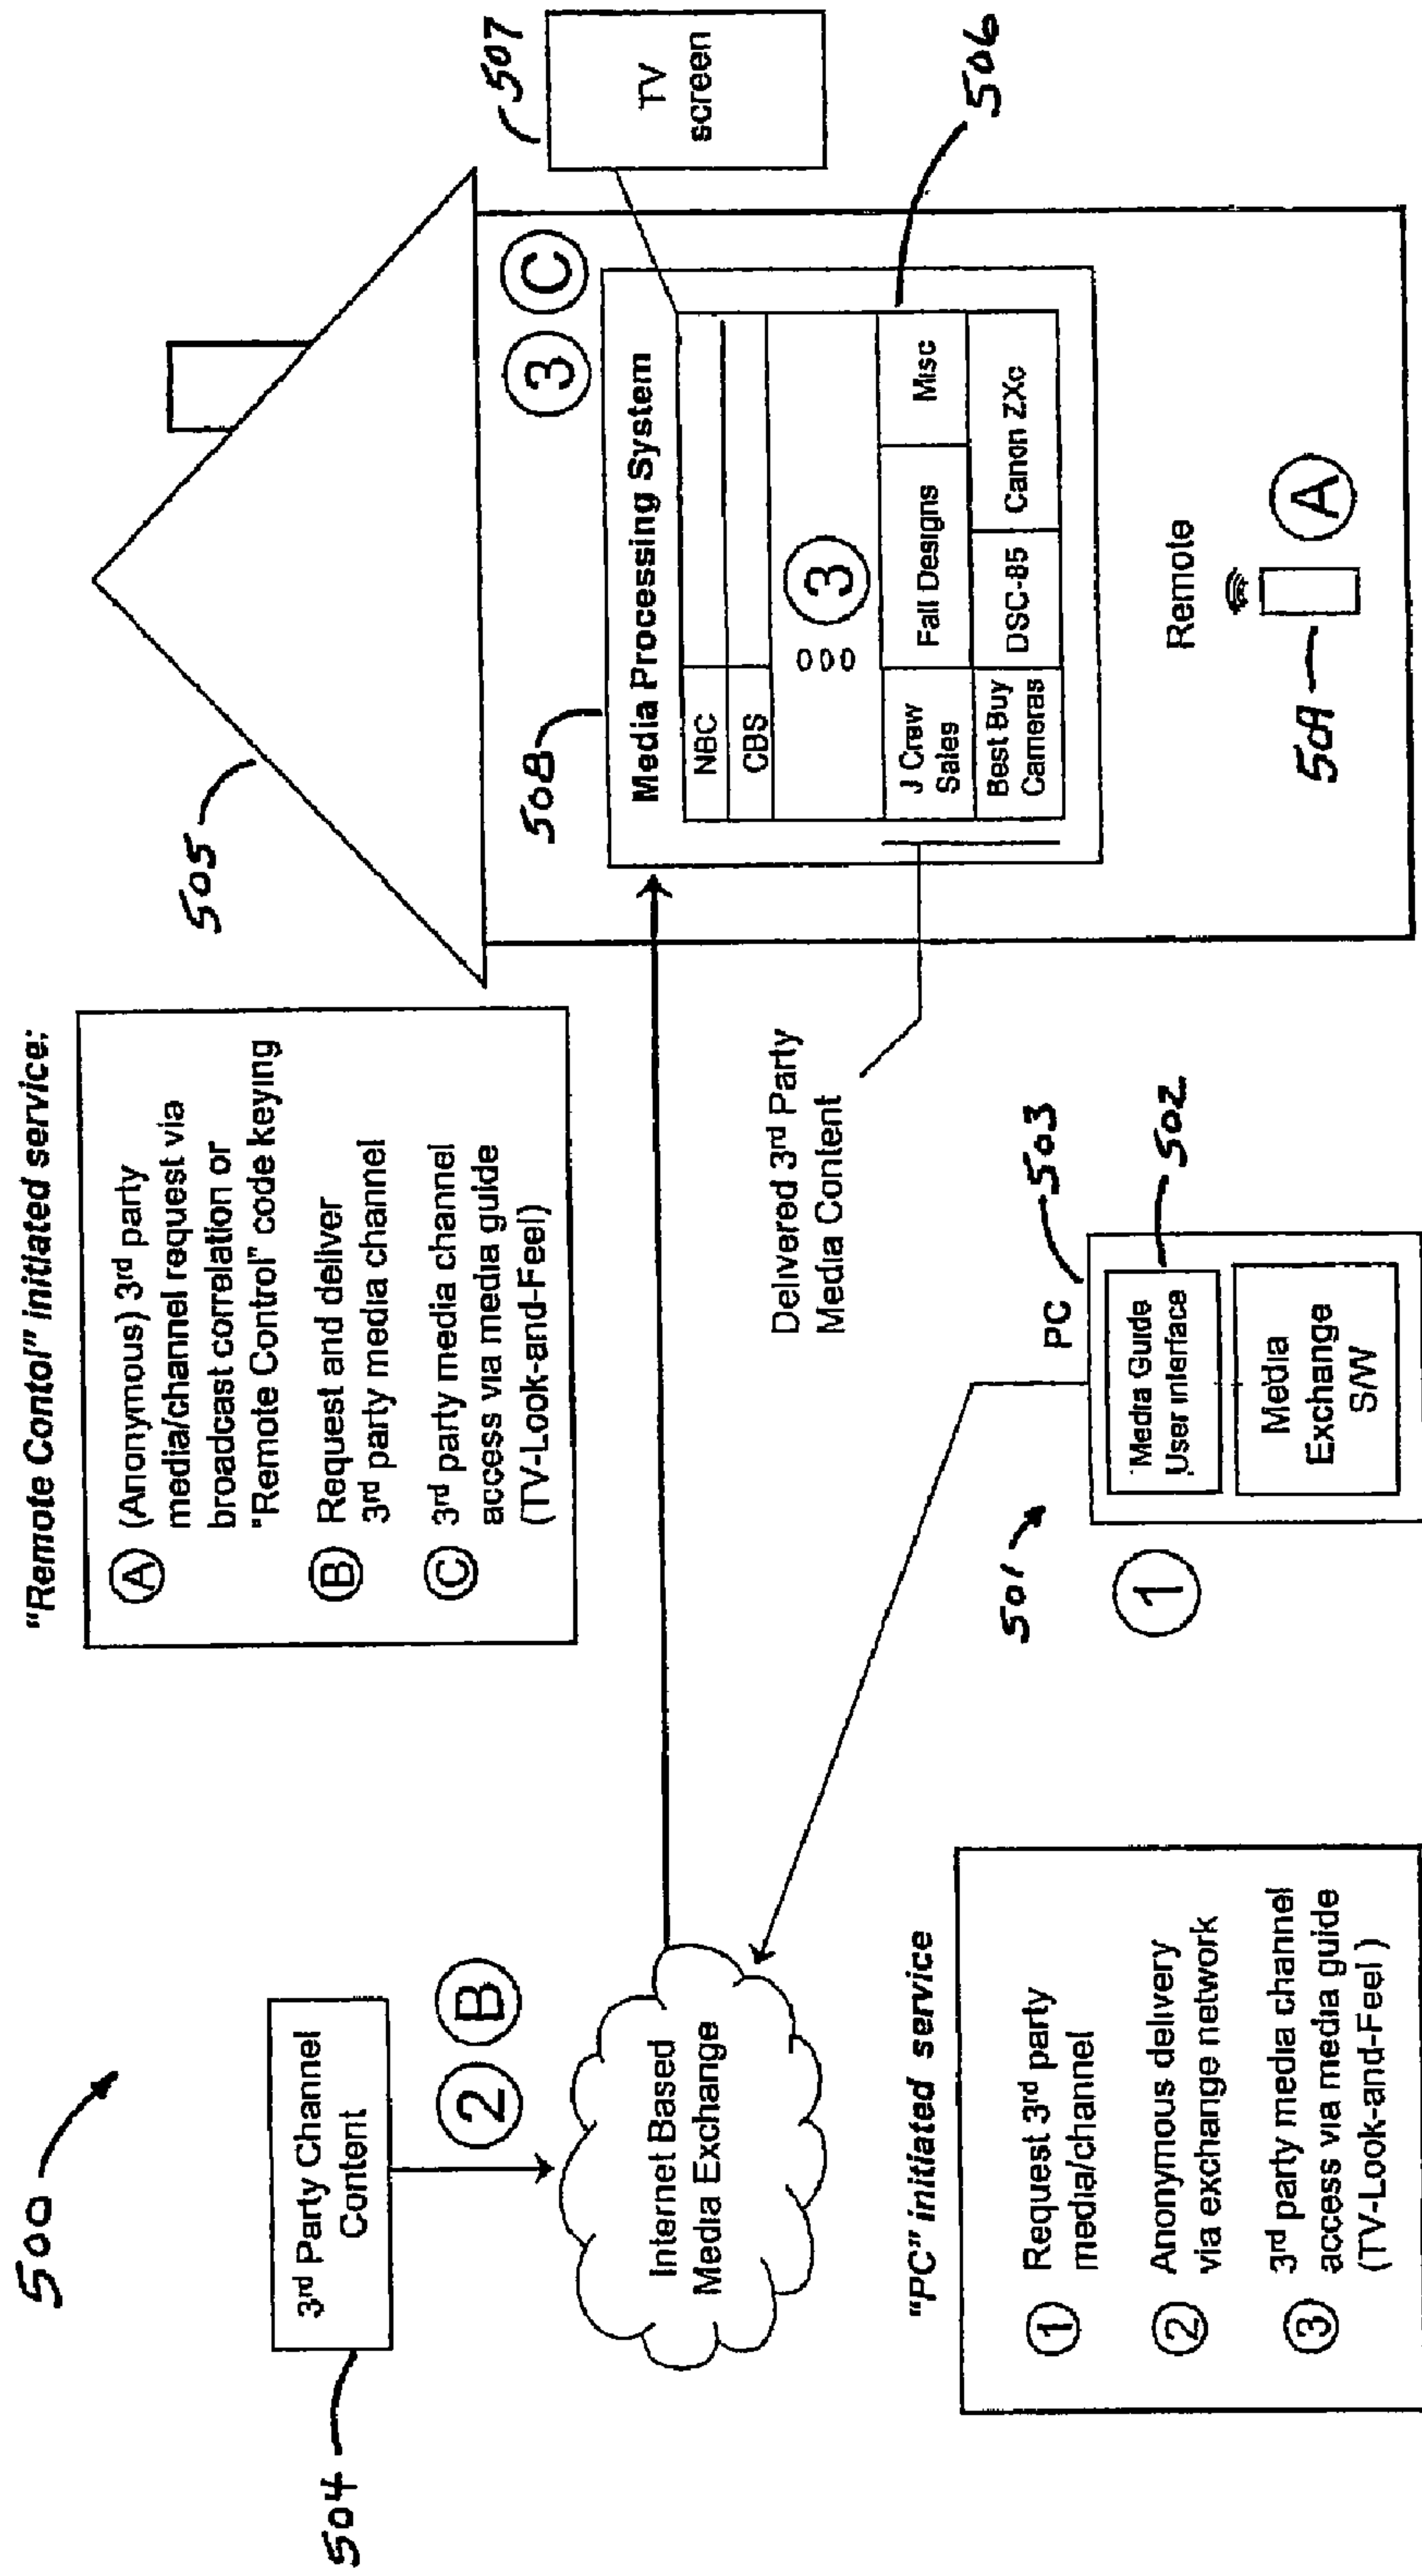 500
504
3rd Party Channel
Content
2 B
Internet Based
Media Exchange
"PC" initiated service
1 Request 3rd party
media/channel
2 Anonymous delivery
via exchange network
3 3rd party media channel
access via media guide
(TV-Look-and-Feel)
"Remote Contol" initiated service:
A (Anonymous) 3rd party
media/channel request via
broadcast correlation or
"Remote Control" code keying
B Request and deliver
3rd party media channel
C 3rd party media channel
access via media guide
(TV-Look-and-Feel)
Delivered 3rd Party
Media Content
501
1
PC
503
502
Media Guide
User interface
Media
Exchange
S/W
505
3 C
508
Media Processing System
NBC
CBS
000
3
J Crew
Sales
Fall Designs
Misc
Best Buy
Cameras
DSC-85
Canon ZXc
506
507
TV
screen
Remote
509
A